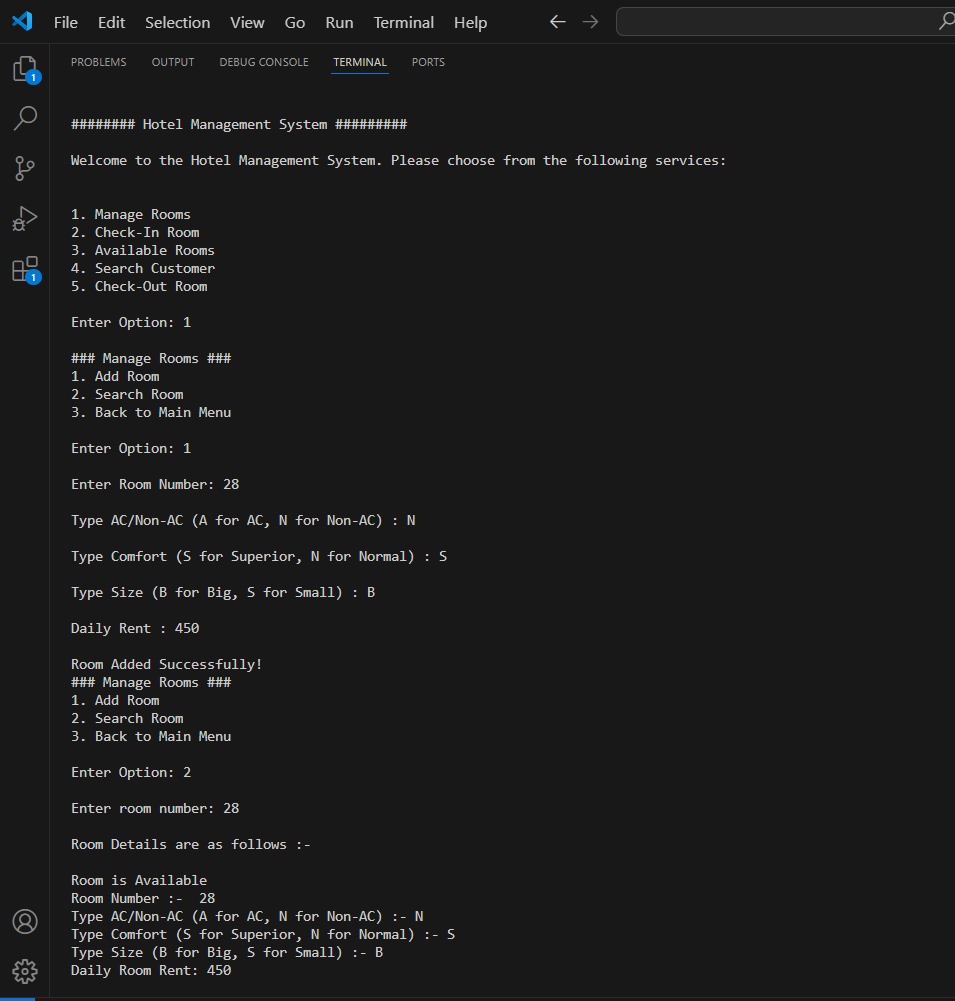 File Edit Selection View Go Run Terminal Help
PROBLEMS OUTPUT DEBUG CONSOLE TERMINAL PORTS
1
1
######## Hotel Management System #########
Welcome to the Hotel Management System. Please choose from the following services:
1. Manage Rooms
2. Check-In Room
3. Available Rooms
4. Search Customer
5. Check-Out Room
Enter Option: 1
### Manage Rooms ###
1. Add Room
2. Search Room
3. Back to Main Menu
Enter Option: 1
Enter Room Number: 28
Type AC/Non-AC (A for AC, N for Non-AC) : N
Type Comfort (S for Superior, N for Normal) : S
Type Size (B for Big, S for Small) : B
Daily Rent : 450
Room Added Successfully!
### Manage Rooms ###
1. Add Room
2. Search Room
3. Back to Main Menu
Enter Option: 2
Enter room number: 28
Room Details are as follows :-
Room is Available
Room Number :-  28
Type AC/Non-AC (A for AC, N for Non-AC) :- N
Type Comfort (S for Superior, N for Normal) :- S
Type Size (B for Big, S for Small) :- B
Daily Room Rent: 450